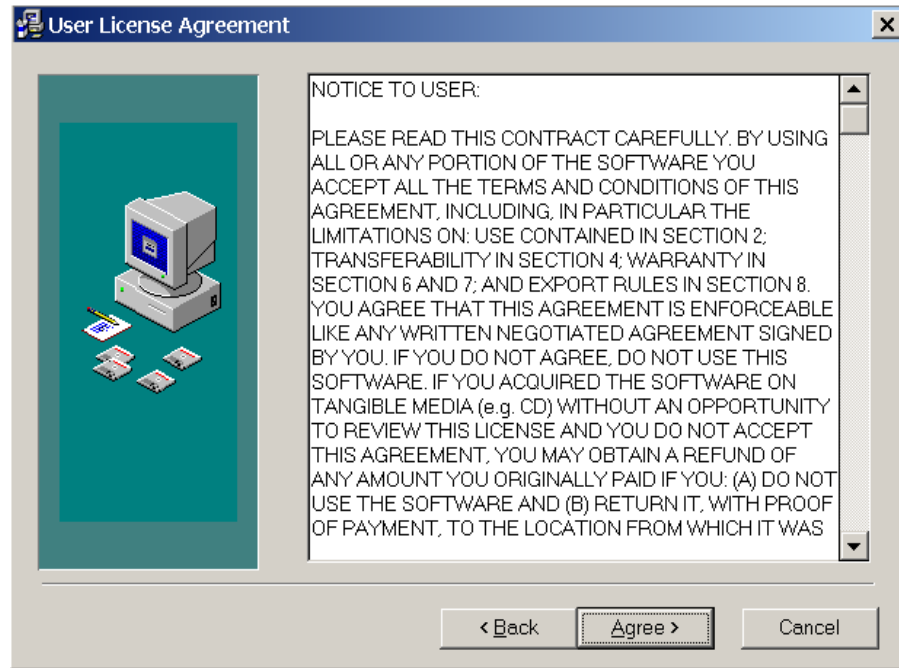 User License Agreement
NOTICE TO USER:
PLEASE READ THIS CONTRACT CAREFULLY. BY USING
ALL OR ANY PORTION OF THE SOFTWARE YOU
ACCEPT ALL THE TERMS AND CONDITIONS OF THIS
AGREEMENT, INCLUDING, IN PARTICULAR THE
LIMITATIONS ON: USE CONTAINED IN SECTION 2;
TRANSFERABILITY IN SECTION 4; WARRANTY IN
SECTION 6 AND 7; AND EXPORT RULES IN SECTION 8.
YOU AGREE THAT THIS AGREEMENT IS ENFORCEABLE
LIKE ANY WRITTEN NEGOTIATED AGREEMENT SIGNED
BY YOU. IF YOU DO NOT AGREE, DO NOT USE THIS
SOFTWARE. IF YOU ACQUIRED THE SOFTWARE ON
TANGIBLE MEDIA (e.g. CD) WITHOUT AN OPPORTUNITY
TO REVIEW THIS LICENSE AND YOU DO NOT ACCEPT
THIS AGREEMENT, YOU MAY OBTAIN A REFUND OF
ANY AMOUNT YOU ORIGINALLY PAID IF YOU: (A) DO NOT
USE THE SOFTWARE AND (B) RETURN IT, WITH PROOF
OF PAYMENT, TO THE LOCATION FROM WHICH IT WAS
< Back
Agree >
Cancel